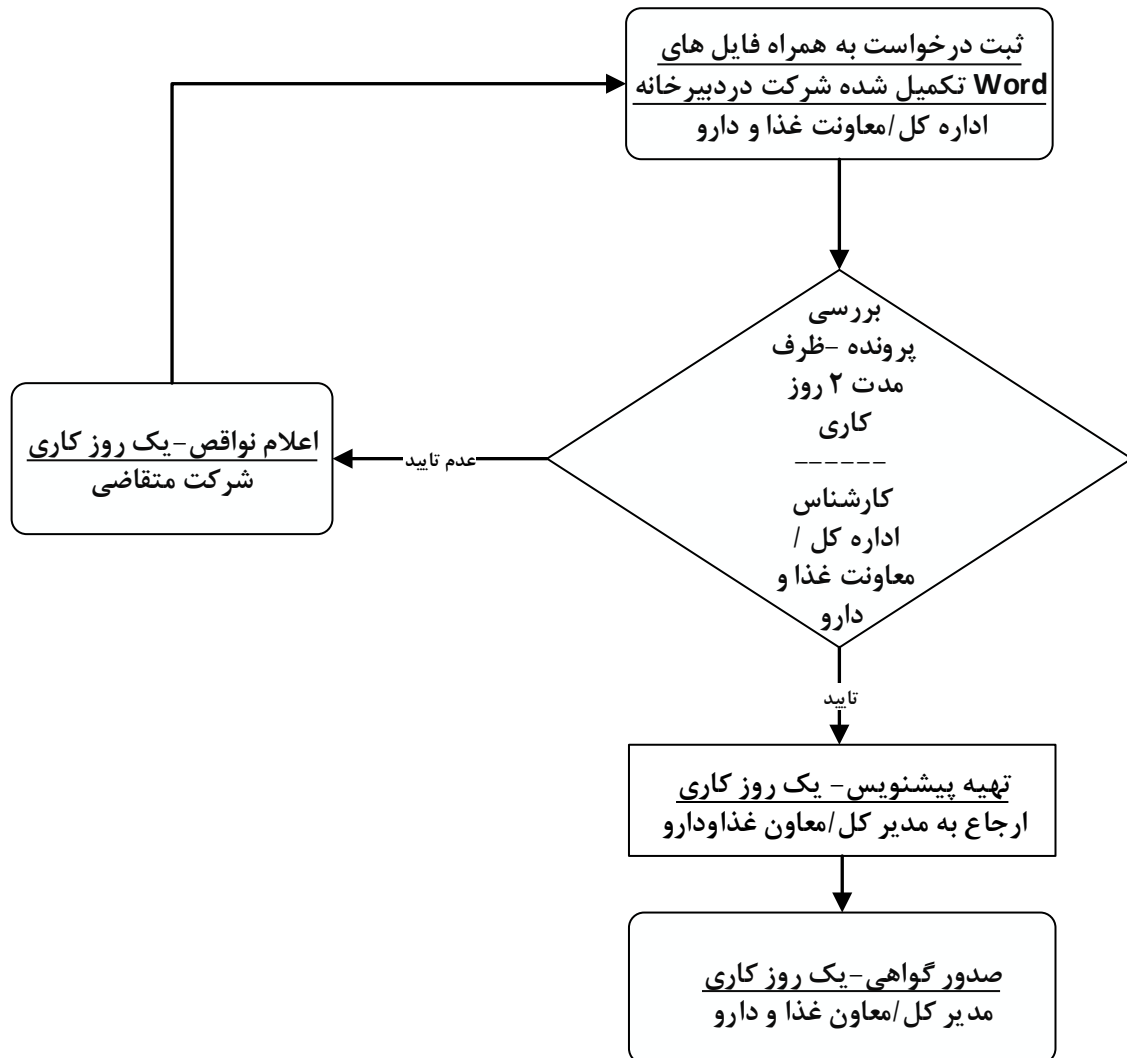 ثبت درخواست به همراه فایل های
Word تکمیل شده شرکت دردبیرخانه
اداره کل/معاونت غذا و دارو
بررسی
پرونده –ظرف
مدت ۲ روز
کاری
––––––
کارشناس
اداره کل /
معاونت غذا و
دارو
عدم تایید
اعلام نواقص–یک روز کاری
شرکت متقاضی
تایید
تهیه پیشنویس– یک روز کاری
ارجاع به مدیر کل/معاون غذاودارو
صدور گواهی–یک روز کاری
مدیر کل/معاون غذا و دارو